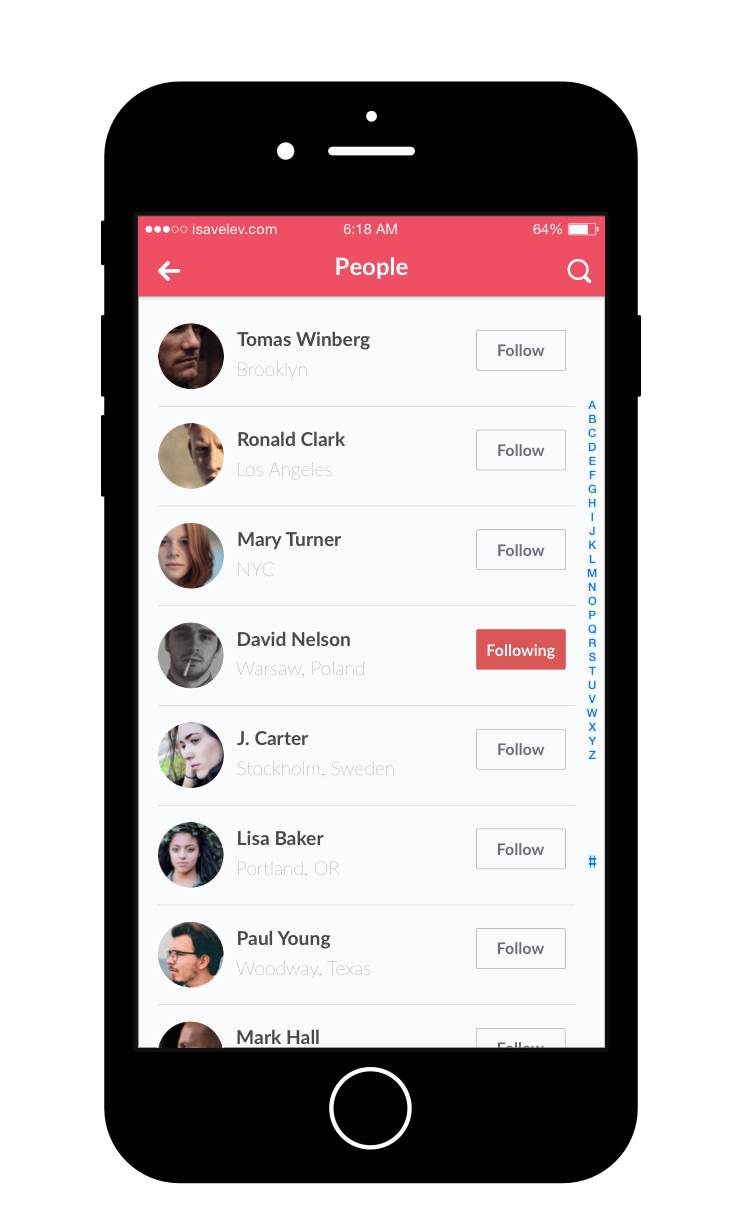 isavelev.com 6:18 AM 64%
People
Tomas Winberg
Brooklyn
Follow
Ronald Clark
Los Angeles
Follow
Mary Turner
NYC
Follow
David Nelson
Warsaw, Poland
Following
J. Carter
Stockholm, Sweden
Follow
Lisa Baker
Portland, OR
Follow
Paul Young
Woodway, Texas
Follow
Mark Hall
Follow
A
B
C
D
E
F
G
H
I
J
K
L
M
N
O
P
Q
R
S
T
U
V
W
X
Y
Z
#